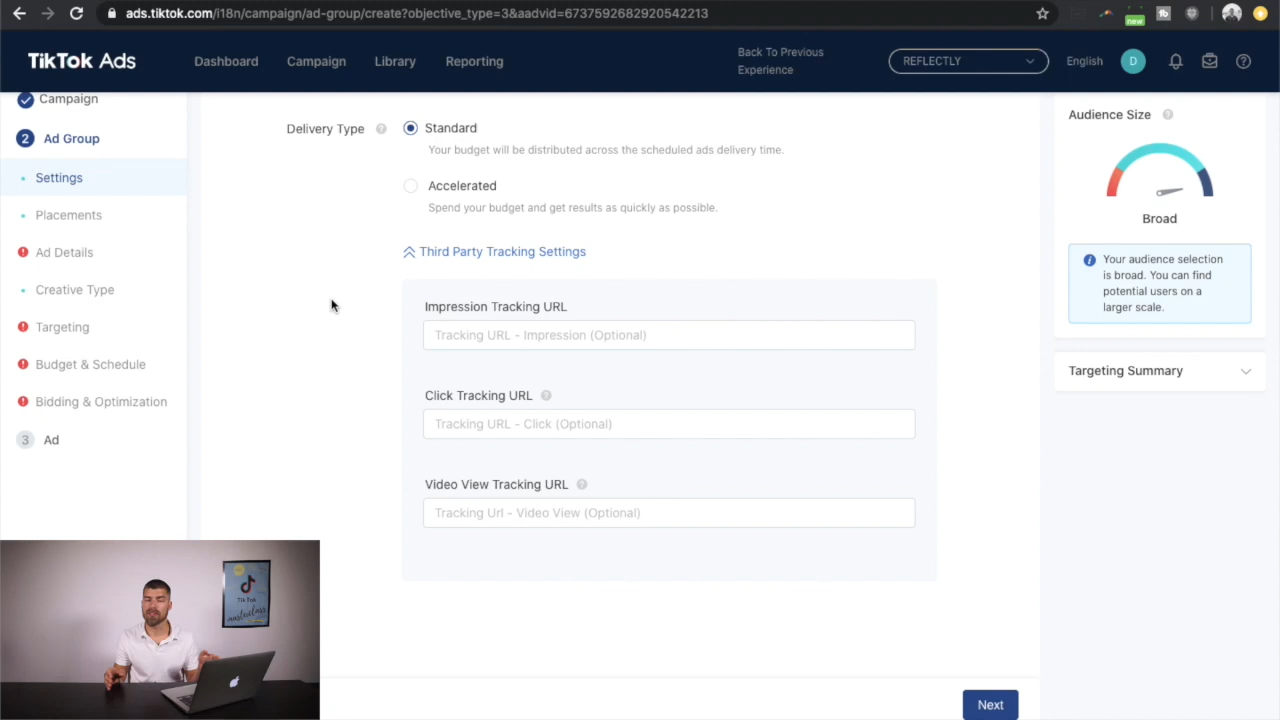 ads.tiktok.com/i18n/campaign/ad-group/create?objective_type=3&aadvid=6737592682920542213
new
TikTok Ads
Dashboard
Campaign
Library
Reporting
Back To Previous
Experience
REFLECTLY
English
D
Campaign
2 Ad Group
Settings
Placements
Ad Details
Creative Type
Targeting
Budget & Schedule
Bidding & Optimization
3 Ad
Delivery Type
Standard
Your budget will be distributed across the scheduled ads delivery time.
Accelerated
Spend your budget and get results as quickly as possible.
Third Party Tracking Settings
Impression Tracking URL
Tracking URL - Impression (Optional)
Click Tracking URL
Tracking URL - Click (Optional)
Video View Tracking URL
Tracking Url - Video View (Optional)
Next
Audience Size
Broad
Your audience selection
is broad. You can find
potential users on a
larger scale.
Targeting Summary
Tik Tok